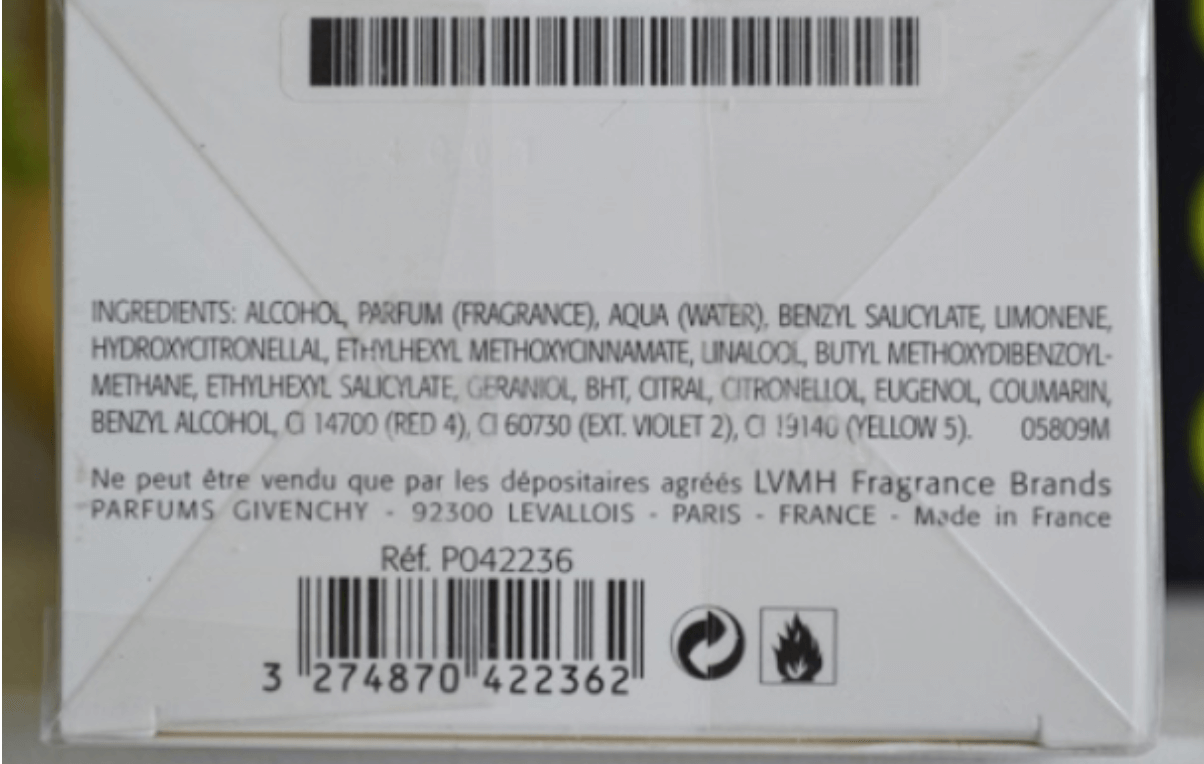 INGREDIENTS: ALCOHOL, PARFUM (FRAGRANCE), AQUA (WATER), BENZYL SALICYLATE, LIMONENE,
HYDROXYCITRONELLAL, ETHYLHEXYL METHOXYCINNAMATE, LINALOOL, BUTYL METHOXYDIBENZOYL-
METHANE, ETHYLHEXYL SALICYLATE, GERANIOL, BHT, CITRAL, CITRONELLOL, EUGENOL, COUMARIN,
BENZYL ALCOHOL, CI 14700 (RED 4), CI 60730 (EXT. VIOLET 2), CI 19140 (YELLOW 5). 05809M
Ne peut être vendu que par les dépositaires agréés LVMH Fragrance Brands
PARFUMS GIVENCHY - 92300 LEVALLOIS - PARIS - FRANCE - Made in France
Réf. P042236
3 274870 422362